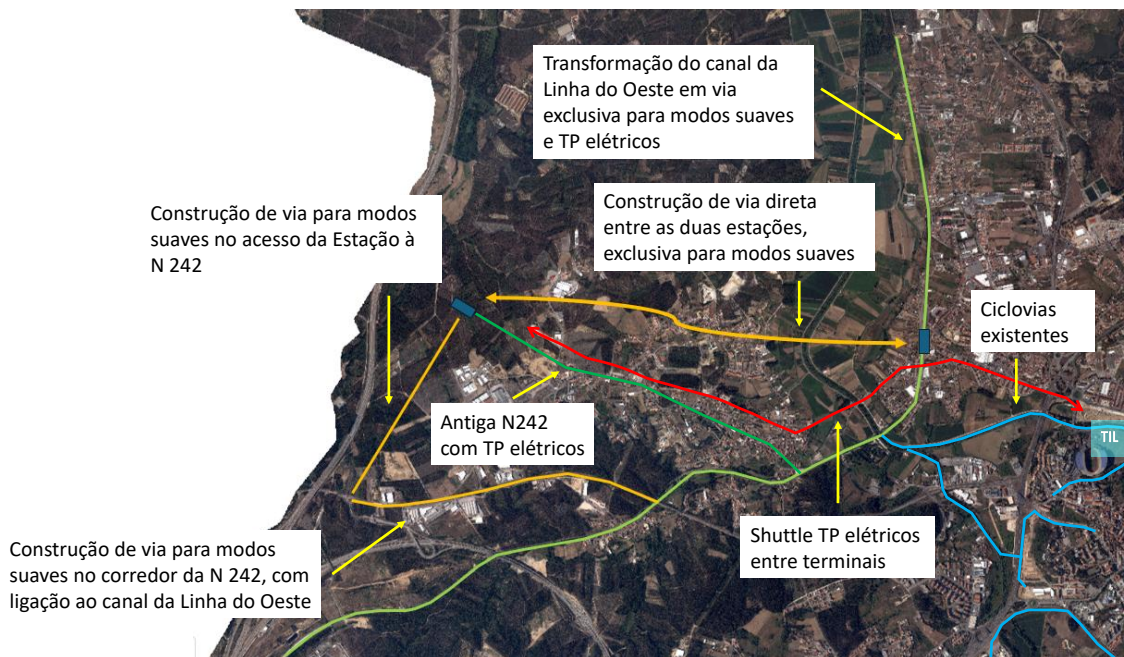 Transformação do canal da
Linha do Oeste em via
exclusiva para modos suaves
e TP elétricos
Construção de via para modos
suaves no acesso da Estação à
N 242
Construção de via direta
entre as duas estações,
exclusiva para modos suaves
Ciclovias
existentes
Antiga N242
com TP elétricos
TIL
Shuttle TP elétricos
entre terminais
Construção de via para modos
suaves no corredor da N 242, com
ligação ao canal da Linha do Oeste